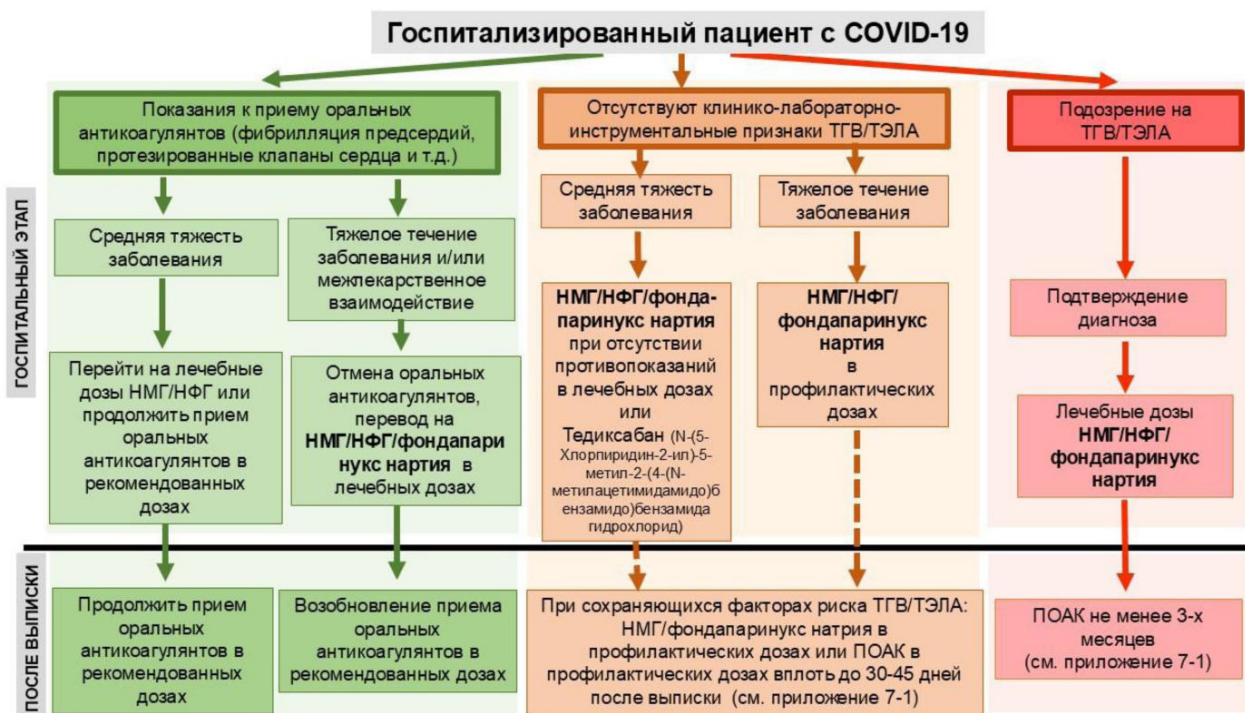 Госпитализированный пациент с COVID-19
ГОСПИТАЛЬНЫЙ ЭТАП
Показания к приему оральных
антикоагулянтов (фибрилляция предсердий,
протезированные клапаны сердца и т.д.)
Средняя тяжесть
заболевания
Перейти на лечебные
дозы НМГ/НФГ или
продолжить прием
оральных
антикоагулянтов в
рекомендованных
дозах
Тяжелое течение
заболевания и/или
межлекарственное
взаимодействие
Отмена оральных
антикоагулянтов,
перевод на
НМГ/НФГ/фондапари
нукс нартия в
лечебных дозах
Отсутствуют клинико-лабораторно-
инструментальные признаки ТГВ/ТЭЛА
Средняя тяжесть
заболевания
НМГ/НФГ/фонда-
паринукс нартия
при отсутствии
противопоказаний
в лечебных дозах
или
Тедиксабан (N-(5-
Хлорпиридин-2-ил)-5-
метил-2-(4-(N-
метилацетимидамидо)б
ензамидо)бензамида
гидрохлорид)
Тяжелое течение
заболевания
НМГ/НФГ/
фондапаринукс
нартия
в
профилактических
дозах
Подозрение на
ТГВ/ТЭЛА
Подтверждение
диагноза
Лечебные дозы
НМГ/НФГ/
фондапаринукс
нартия
ПОСЛЕ ВЫПИСКИ
Продолжить прием
оральных
антикоагулянтов в
рекомендованных
дозах
Возобновление приема
оральных
антикоагулянтов в
рекомендованных дозах
При сохраняющихся факторах риска ТГВ/ТЭЛА:
НМГ/фондапаринукс натрия в
профилактических дозах или ПОАК в
профилактических дозах вплоть до 30-45 дней
после выписки (см. приложение 7-1)
ПОАК не менее 3-х
месяцев
(см. приложение 7-1)